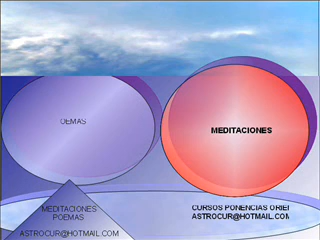 OEMAS
MEDITACIONES
MEDITACIONES
POEMAS
ASTROCUR@HOTMAIL.COM
CURSOS PONENCIAS ORIEI
ASTROCUR@HOTMAIL.COM